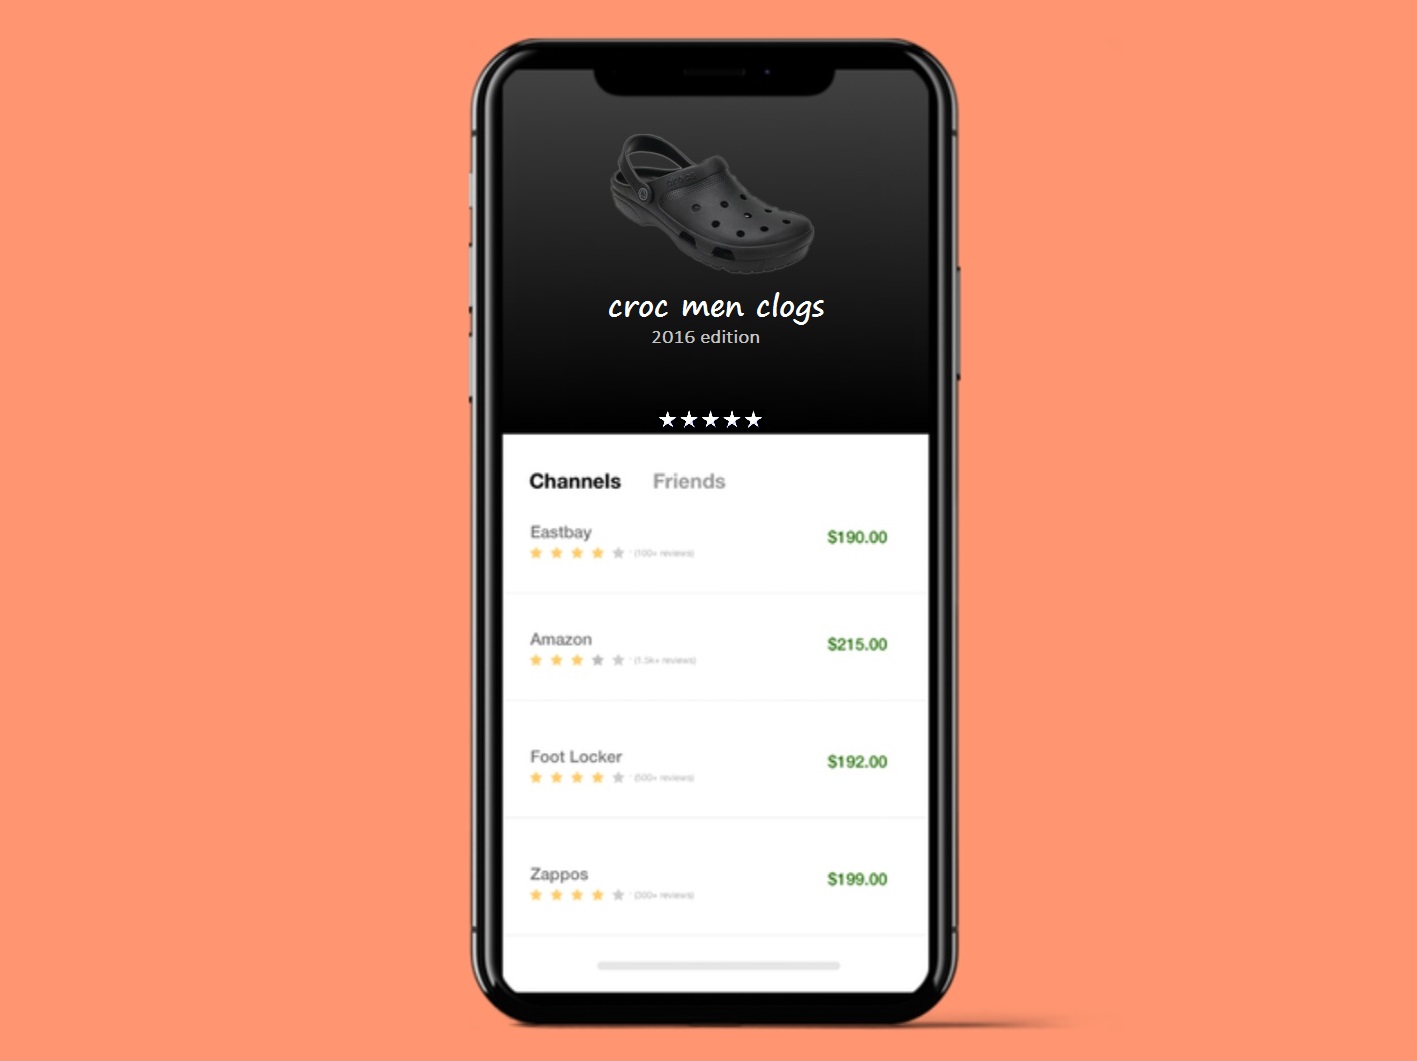 croc men clogs
2016 edition
★★★★★
Channels Friends
Eastbay $190.00
(100+ reviews)
Amazon $215.00
(1.5k+ reviews)
Foot Locker $192.00
(500+ reviews)
Zappos $199.00
(300+ reviews)